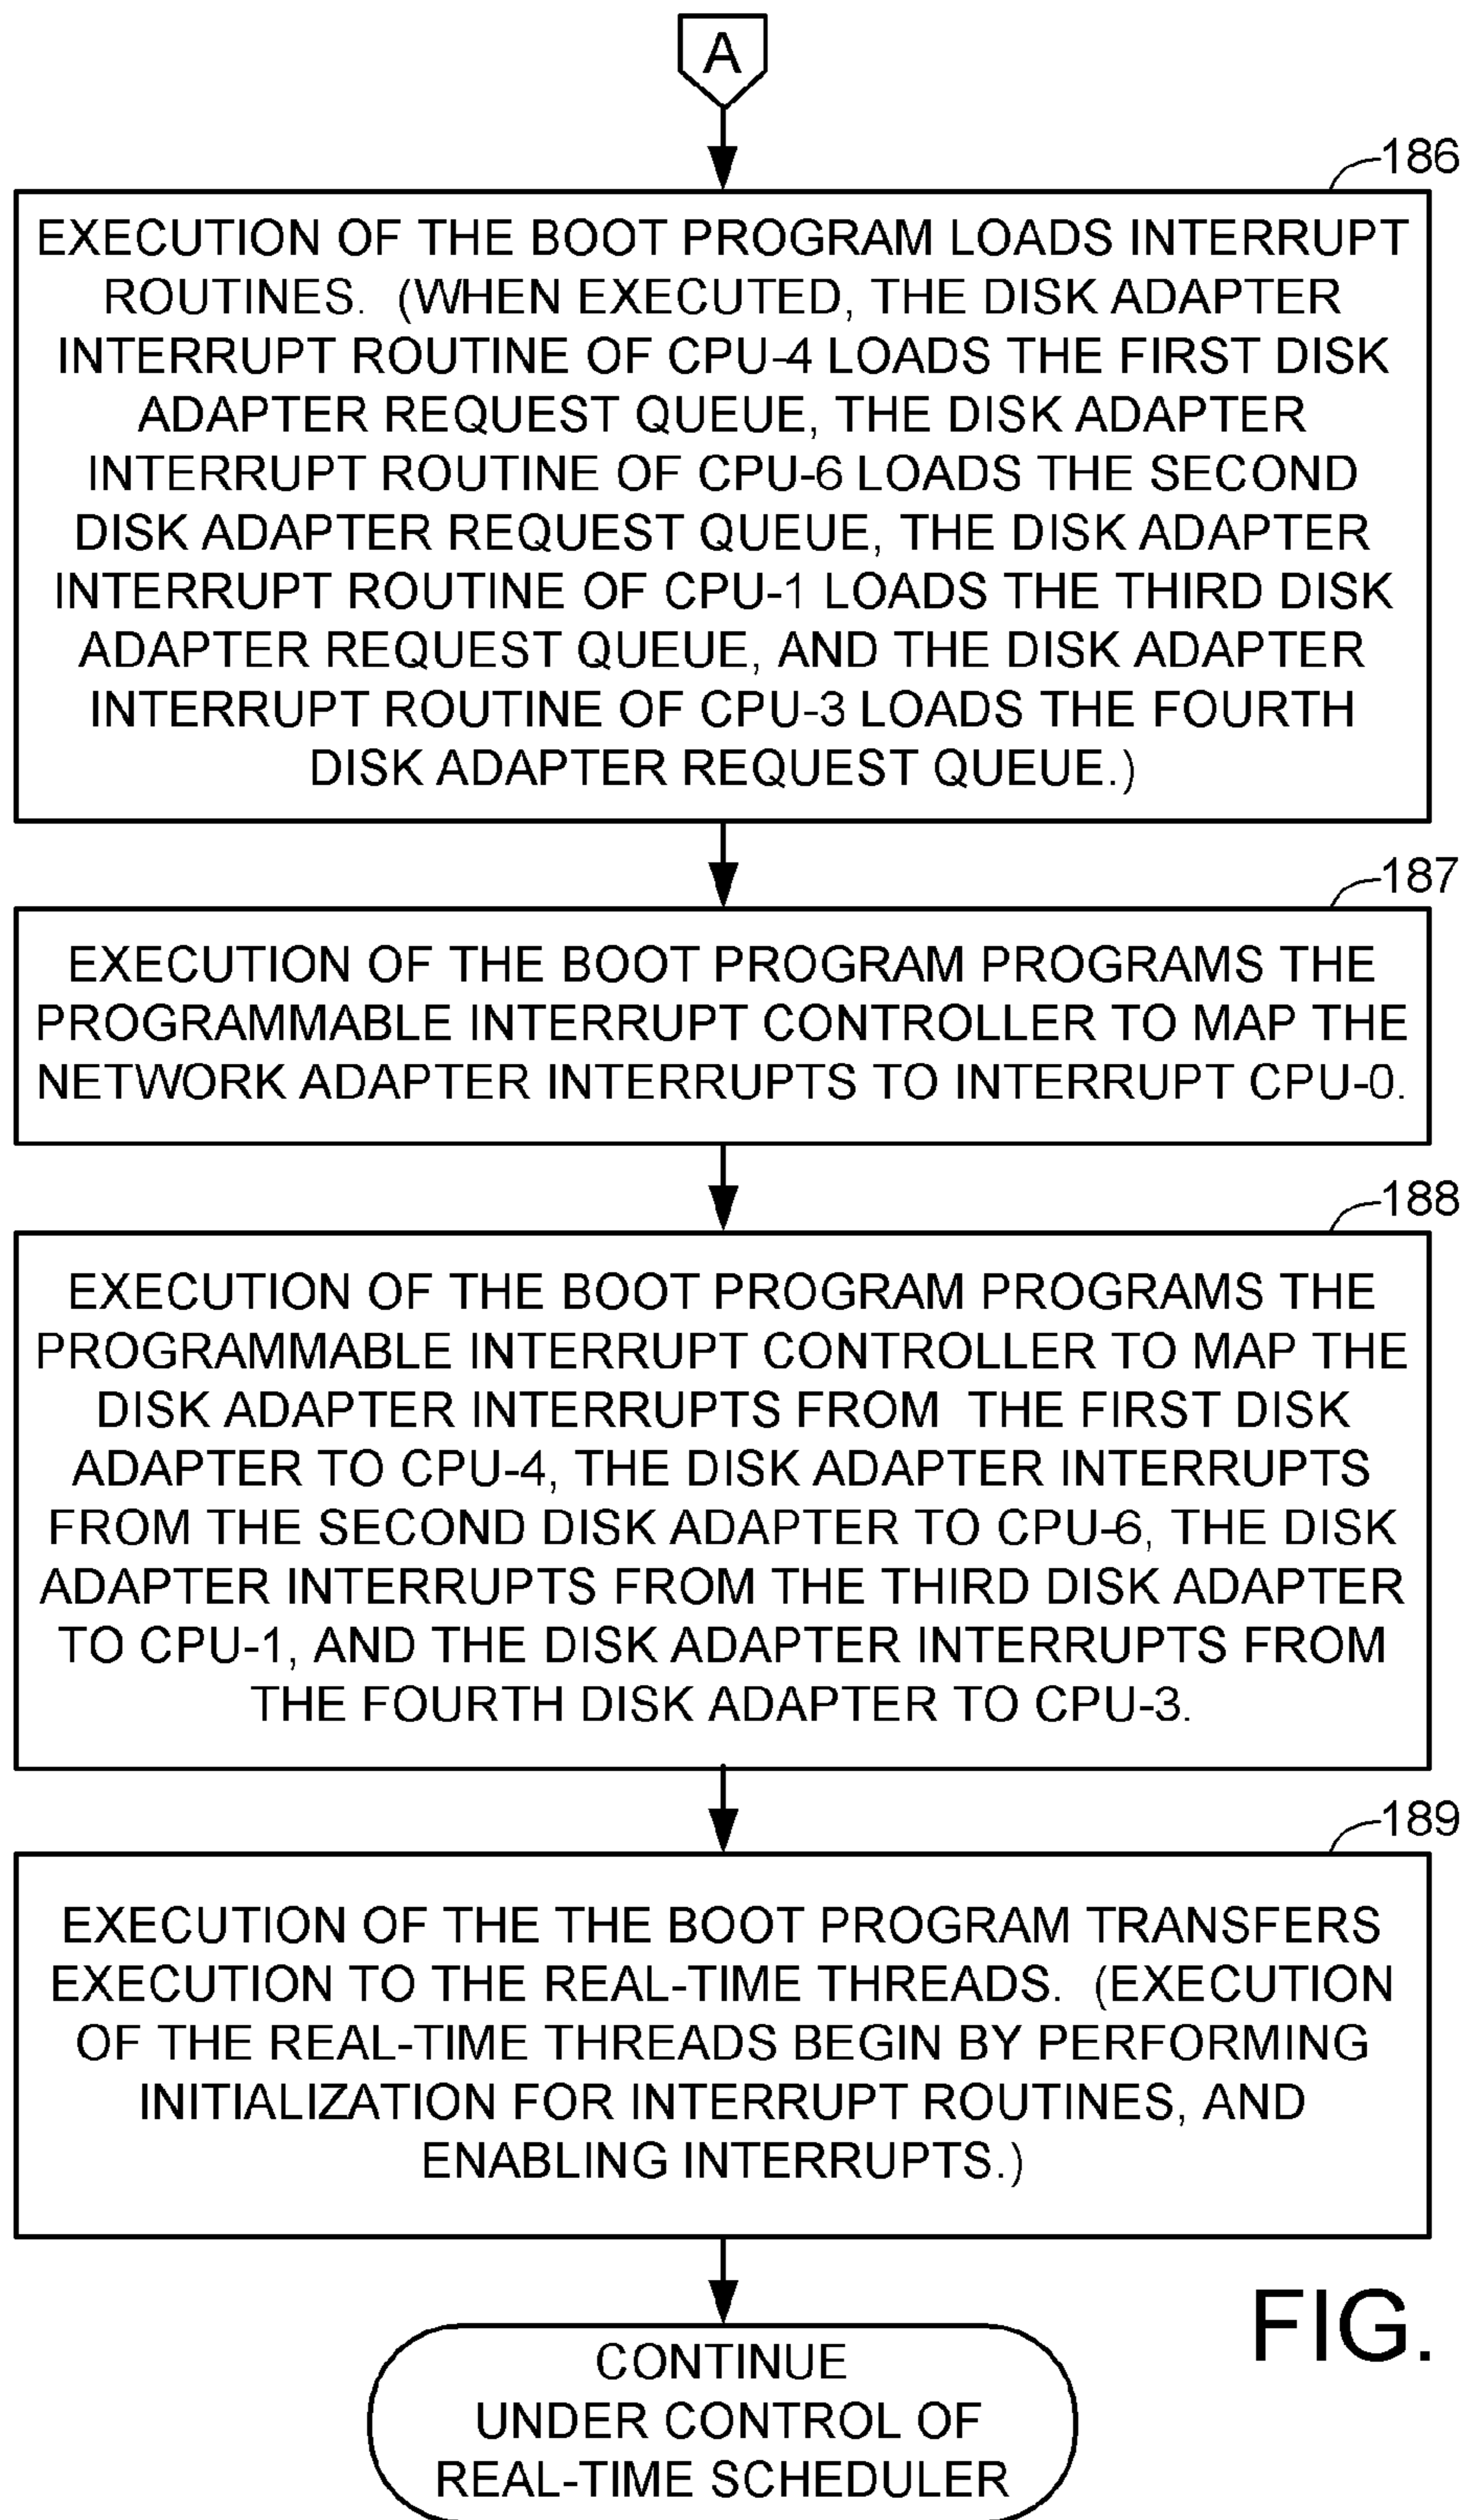 A
186
EXECUTION OF THE BOOT PROGRAM LOADS INTERRUPT
ROUTINES. (WHEN EXECUTED, THE DISK ADAPTER
INTERRUPT ROUTINE OF CPU-4 LOADS THE FIRST DISK
ADAPTER REQUEST QUEUE, THE DISK ADAPTER
INTERRUPT ROUTINE OF CPU-6 LOADS THE SECOND
DISK ADAPTER REQUEST QUEUE, THE DISK ADAPTER
INTERRUPT ROUTINE OF CPU-1 LOADS THE THIRD DISK
ADAPTER REQUEST QUEUE, AND THE DISK ADAPTER
INTERRUPT ROUTINE OF CPU-3 LOADS THE FOURTH
DISK ADAPTER REQUEST QUEUE.)
187
EXECUTION OF THE BOOT PROGRAM PROGRAMS THE
PROGRAMMABLE INTERRUPT CONTROLLER TO MAP THE
NETWORK ADAPTER INTERRUPTS TO INTERRUPT CPU-0.
188
EXECUTION OF THE BOOT PROGRAM PROGRAMS THE
PROGRAMMABLE INTERRUPT CONTROLLER TO MAP THE
DISK ADAPTER INTERRUPTS FROM THE FIRST DISK
ADAPTER TO CPU-4, THE DISK ADAPTER INTERRUPTS
FROM THE SECOND DISK ADAPTER TO CPU-6, THE DISK
ADAPTER INTERRUPTS FROM THE THIRD DISK ADAPTER
TO CPU-1, AND THE DISK ADAPTER INTERRUPTS FROM
THE FOURTH DISK ADAPTER TO CPU-3.
189
EXECUTION OF THE THE BOOT PROGRAM TRANSFERS
EXECUTION TO THE REAL-TIME THREADS. (EXECUTION
OF THE REAL-TIME THREADS BEGIN BY PERFORMING
INITIALIZATION FOR INTERRUPT ROUTINES, AND
ENABLING INTERRUPTS.)
FIG.
CONTINUE
UNDER CONTROL OF
REAL-TIME SCHEDULER